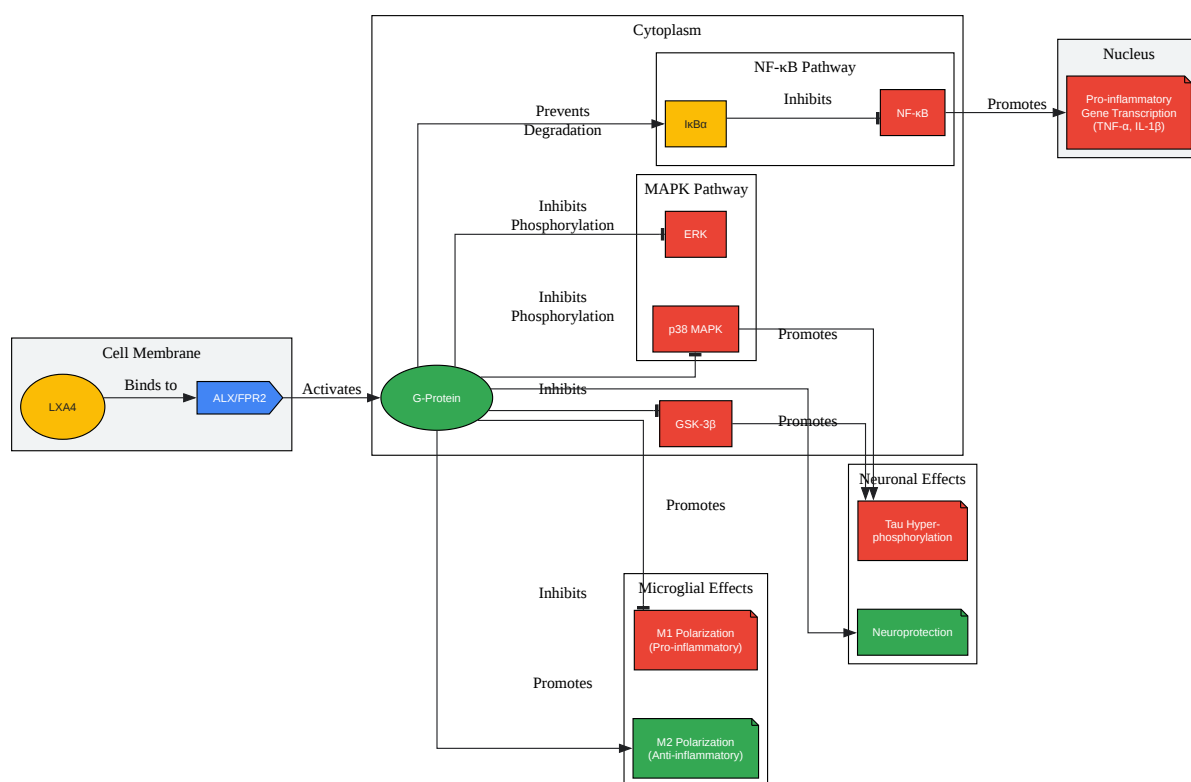 Cytoplasm
NF-κB Pathway
Nucleus
Inhibits
Promotes
Pro-inflammatory
Gene Transcription
(TNF-α, IL-1β)
Prevents
Degradation
IκBα
NF-κB
MAPK Pathway
Inhibits
Phosphorylation
ERK
Inhibits
Phosphorylation
p38 MAPK
Promotes
Cell Membrane
LXA4
Binds to
ALX/FPR2
Activates
G-Protein
Inhibits
GSK-3β
Promotes
Neuronal Effects
Tau Hyper-
phosphorylation
Promotes
Neuroprotection
Inhibits
Microglial Effects
M1 Polarization
(Pro-inflammatory)
Promotes
M2 Polarization
(Anti-inflammatory)